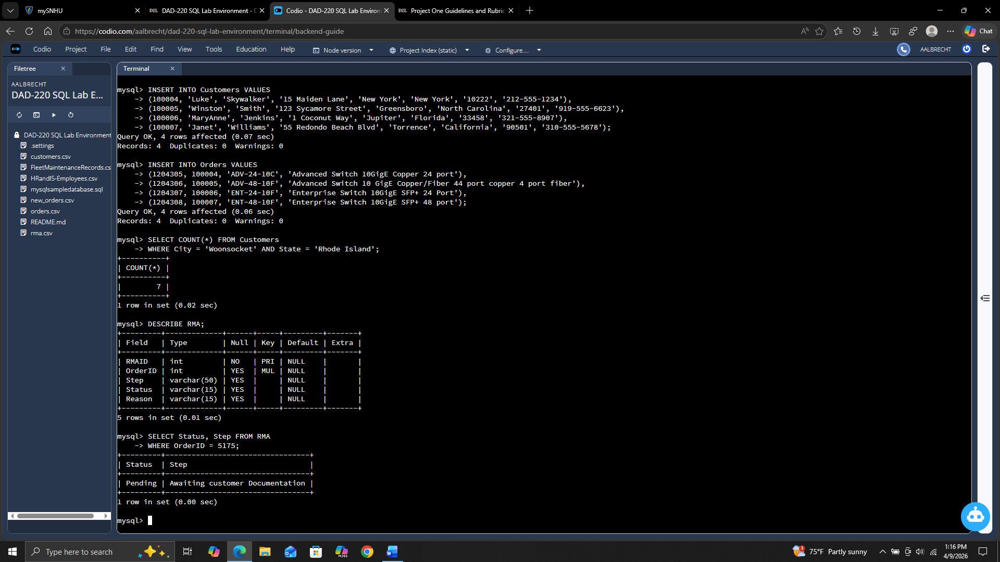 mySNHU
D2L DAD-220 SQL Lab Environment - D
Codio - DAD-220 SQL Lab Environ
D2L Project One Guidelines and Rubric
https://codio.com/aalbrecht/dad-220-sql-lab-environment/terminal/backend-guide
Chat
Codio Project File Edit Find View Tools Education Help Node version Project Index (static) Configure.... AALBRECHT
Filetree
Terminal
AALBRECHT
DAD-220 SQL Lab E...
DAD-220 SQL Lab Environment
.settings
customers.csv
FleetMaintenanceRecords.cs
HRandIS-Employees.csv
mysqlsampledatabase.sql
new_orders.csv
orders.csv
README.md
rma.csv
mysql> INSERT INTO Customers VALUES
    -> (100004, 'Luke', 'Skywalker', '15 Maiden Lane', 'New York', 'New York', '10222', '212-555-1234'),
    -> (100005, 'Winston', 'Smith', '123 Sycamore Street', 'Greensboro', 'North Carolina', '27401', '919-555-6623'),
    -> (100006, 'MaryAnne', 'Jenkins', '1 Coconut Way', 'Jupiter', 'Florida', '33458', '321-555-8907'),
    -> (100007, 'Janet', 'Williams', '55 Redondo Beach Blvd', 'Torrence', 'California', '90501', '310-555-5678');
Query OK, 4 rows affected (0.07 sec)
Records: 4  Duplicates: 0  Warnings: 0
mysql> INSERT INTO Orders VALUES
    -> (1204305, 100004, 'ADV-24-10C', 'Advanced Switch 10GigE Copper 24 port'),
    -> (1204306, 100005, 'ADV-48-10F', 'Advanced Switch 10 GigE Copper/Fiber 44 port copper 4 port fiber'),
    -> (1204307, 100006, 'ENT-24-10F', 'Enterprise Switch 10GigE SFP+ 24 Port'),
    -> (1204308, 100007, 'ENT-48-10F', 'Enterprise Switch 10GigE SFP+ 48 port');
Query OK, 4 rows affected (0.06 sec)
Records: 4  Duplicates: 0  Warnings: 0
mysql> SELECT COUNT(*) FROM Customers
    -> WHERE City = 'Woonsocket' AND State = 'Rhode Island';
+----------+
| COUNT(*) |
+----------+
|        7 |
+----------+
1 row in set (0.02 sec)
mysql> DESCRIBE RMA;
+---------+-------------+------+-----+---------+-------+
| Field   | Type        | Null | Key | Default | Extra |
+---------+-------------+------+-----+---------+-------+
| RMAID   | int         | NO   | PRI | NULL    |       |
| OrderID | int         | YES  | MUL | NULL    |       |
| Step    | varchar(50) | YES  |     | NULL    |       |
| Status  | varchar(15) | YES  |     | NULL    |       |
| Reason  | varchar(15) | YES  |     | NULL    |       |
+---------+-------------+------+-----+---------+-------+
5 rows in set (0.01 sec)
mysql> SELECT Status, Step FROM RMA
    -> WHERE OrderID = 5175;
+---------+---------------------------------+
| Status  | Step                            |
+---------+---------------------------------+
| Pending | Awaiting customer Documentation |
+---------+---------------------------------+
1 row in set (0.00 sec)
mysql>
Type here to search
M365
3
75°F Partly sunny
1:16 PM
4/9/2026